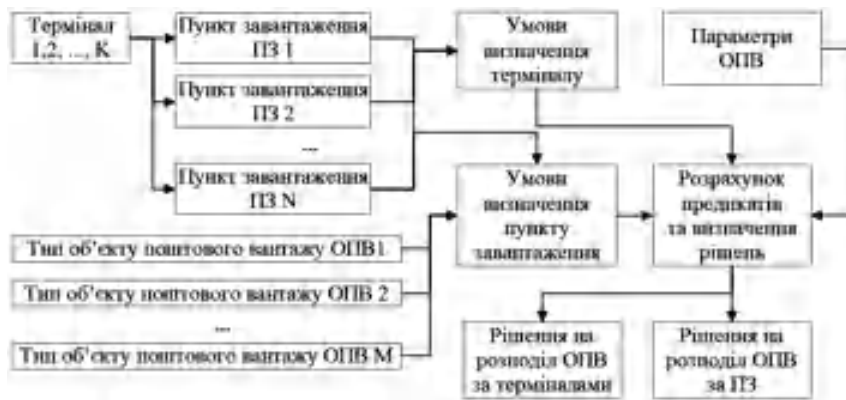 Термінал
1,2, ..., K
Пункт завантаження
ПЗ 1
Пункт завантаження
ПЗ 2
...
Пункт завантаження
ПЗ N
Умови
визначення
терміналу
Параметри
ОПВ
Умови
визначення
пункту
завантаження
Розрахунок
предикатів
та визначення
рішень
Тип об’єкту поштового вантажу ОПВ1
Тип об’єкту поштового вантажу ОПВ 2
...
Тип об’єкту поштового вантажу ОПВ М
Рішення на
розподіл ОПВ
за терміналами
Рішення на
розподіл ОПВ
за ПЗ